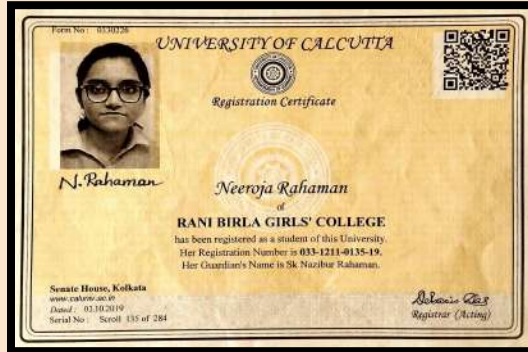 Form No : 0530226
UNIVERSITY OF CALCUTTA
Registration Certificate
N. Rahaman
Neeroja Rahaman
of
RANI BIRLA GIRLS' COLLEGE
has been registered as a student of this University.
Her Registration Number is 033-1211-0135-19.
Her Guardian's Name is Sk Nazibur Rahaman.
Senate House, Kolkata
www.caluniv.ac.in
Dated : 03.10.2019
Serial No : Scroll 135 of 284
Registrar (Acting)